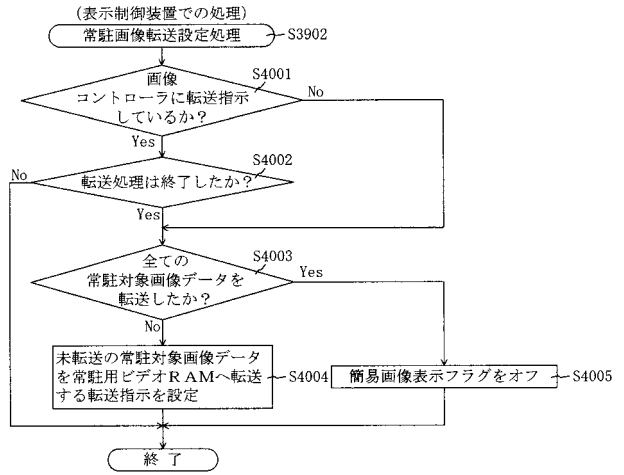 (表示制御装置での処理)
常駐画像転送設定処理
S3902
画像
コントローラに転送指示
しているか?
S4001
No
Yes
転送処理は終了したか?
S4002
No
Yes
全ての
常駐対象画像データを
転送したか?
S4003
Yes
No
未転送の常駐対象画像データ
を常駐用ビデオRAMへ転送
する転送指示を設定
S4004
簡易画像表示フラグをオフ
S4005
終了